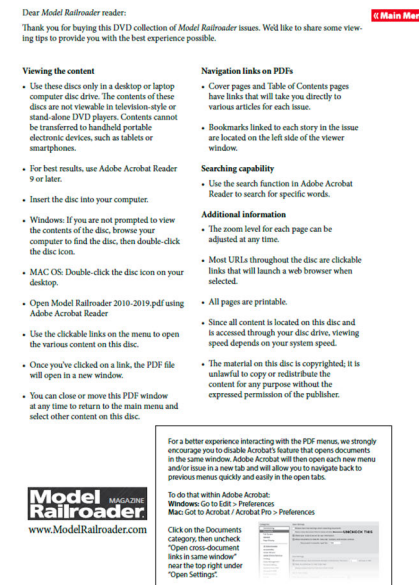 Dear Model Railroader reader:
« Main Men
Thank you for buying this DVD collection of Model Railroader issues. We'd like to share some view-
ing tips to provide you with the best experience possible.
Viewing the content
• Use these discs only in a desktop or laptop
computer disc drive. The contents of these
discs are not viewable in television-style or
stand-alone DVD players. Contents cannot
be transferred to handheld portable
electronic devices, such as tablets or
smartphones.
• For best results, use Adobe Acrobat Reader
9 or later.
• Insert the disc into your computer.
• Windows: If you are not prompted to view
the contents of the disc, browse your
computer to find the disc, then double-click
the disc icon.
• MAC OS: Double-click the disc icon on your
desktop.
• Open Model Railroader 2010-2019.pdf using
Adobe Acrobat Reader
• Use the clickable links on the menu to open
the various content on this disc.
• Once you've clicked on a link, the PDF file
will open in a new window.
• You can close or move this PDF window
at any time to return to the main menu and
select other content on this disc.
Navigation links on PDFs
• Cover pages and Table of Contents pages
have links that will take you directly to
various articles for each issue.
• Bookmarks linked to each story in the issue
are located on the left side of the viewer
window.
Searching capability
• Use the search function in Adobe Acrobat
Reader to search for specific words.
Additional information
• The zoom level for each page can be
adjusted at any time.
• Most URLs throughout the disc are clickable
links that will launch a web browser when
selected.
• All pages are printable.
• Since all content is located on this disc and
is accessed through your disc drive, viewing
speed depends on your system speed.
• The material on this disc is copyrighted; it is
unlawful to copy or redistribute the
content for any purpose without the
expressed permission of the publisher.
Model MAGAZINE
Railroader
www.ModelRailroader.com
For a better experience interacting with the PDF menus, we strongly
encourage you to disable Acrobat's feature that opens documents
in the same window. Adobe Acrobat will then open each new menu
and/or issue in a new tab and will allow you to navigate back to
previous menus quickly and easily in the open tabs.
To do that within Adobe Acrobat:
Windows: Go to Edit > Preferences
Mac: Got to Acrobat / Acrobat Pro > Preferences
Click on the Documents
category, then uncheck
"Open cross-document
links in same window"
near the top right under
"Open Settings".
UNCHECK THIS